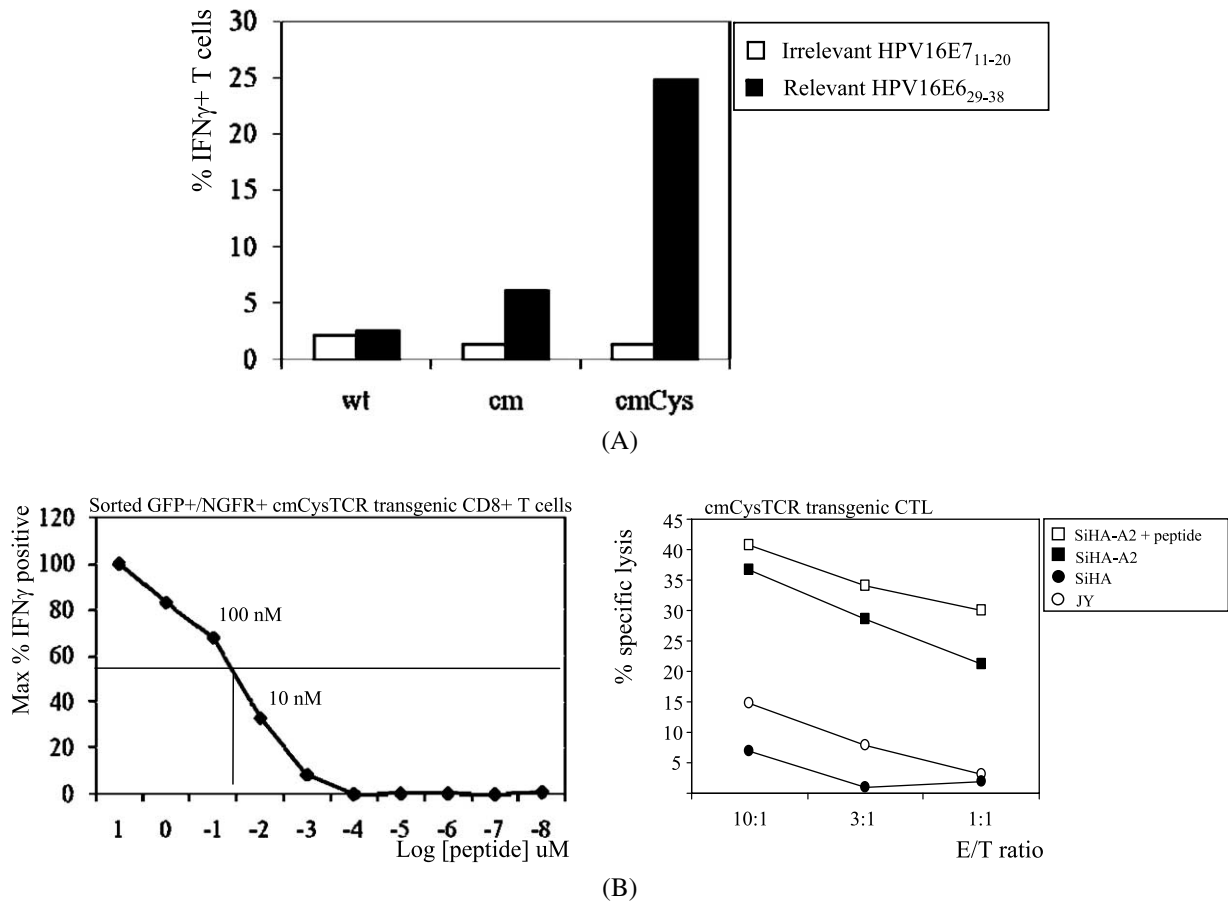 30
25
20
15
10
5
0
% IFNγ+ T cells
Irrelevant HPV16E7₁₁₋₂₀
Relevant HPV16E6₂₉₋₃₈
wt cm cmCys
(A)
Sorted GFP+/NGFR+ cmCysTCR transgenic CD8+ T cells
120
100
80
60
40
20
0
Max % IFNγ positive
100 nM
10 nM
1 0 -1 -2 -3 -4 -5 -6 -7 -8
Log [peptide] uM
cmCysTCR transgenic CTL
45
40
35
30
25
20
15
10
5
% specific lysis
10:1 3:1 1:1
E/T ratio
SiHA-A2 + peptide
SiHA-A2
SiHA
JY
(B)